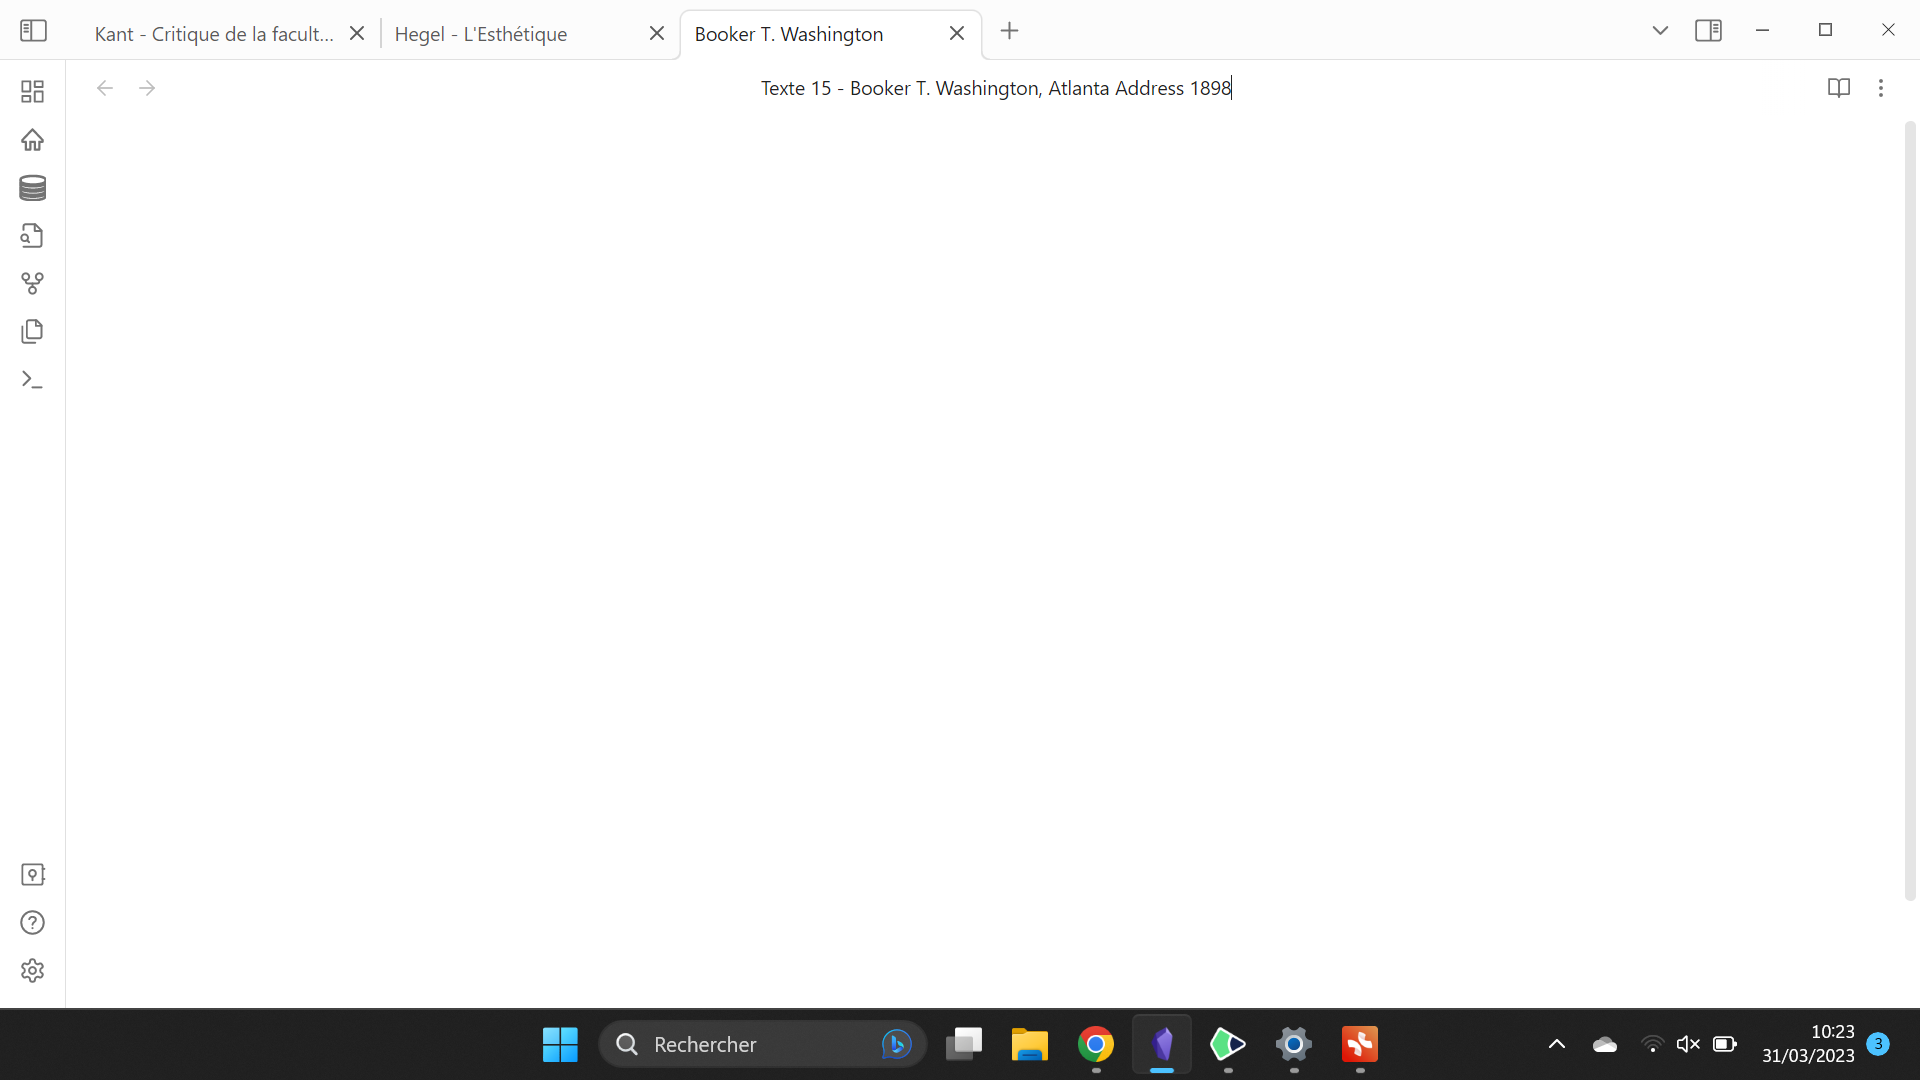 Kant - Critique de la facult...
Hegel - L'Esthétique
Booker T. Washington
Texte 15 - Booker T. Washington, Atlanta Address 1898
Rechercher
10:23
31/03/2023
3